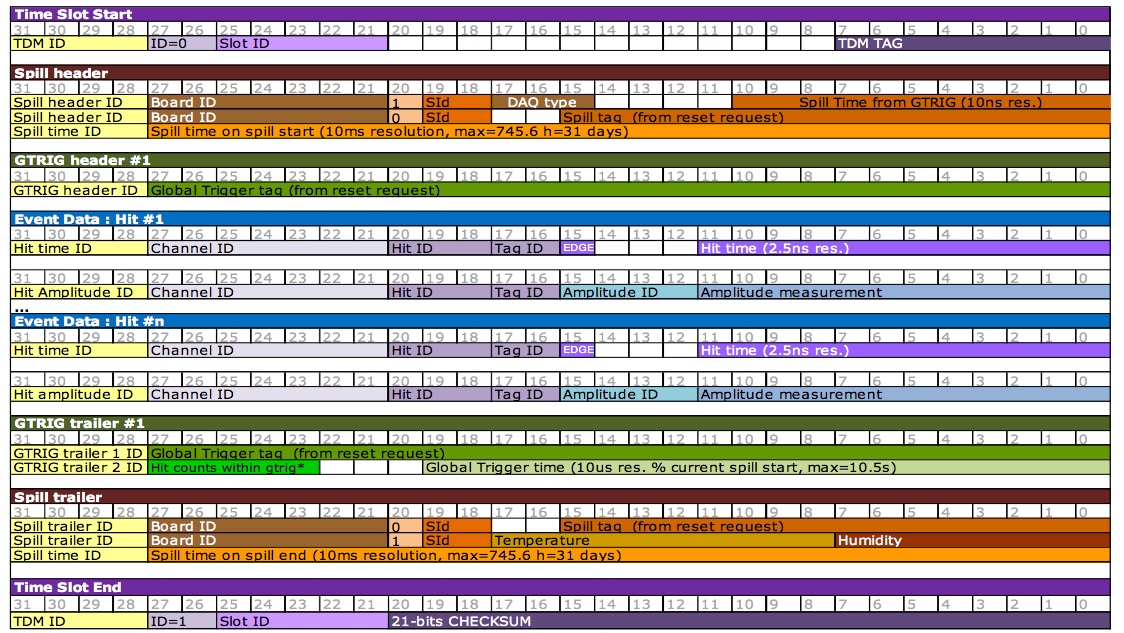 Time Slot Start
31 30 29 28 27 26 25 24 23 22 21 20 19 18 17 16 15 14 13 12 11 10 9 8 7 6 5 4 3 2 1 0
TDM ID ID=0 Slot ID TDM TAG
Spill header
31 30 29 28 27 26 25 24 23 22 21 20 19 18 17 16 15 14 13 12 11 10 9 8 7 6 5 4 3 2 1 0
Spill header ID Board ID 1 SId DAQ type Spill Time from GTRIG (10ns res.)
Spill header ID Board ID 0 SId Spill tag (from reset request)
Spill time ID Spill time on spill start (10ms resolution, max=745.6 h=31 days)
GTRIG header #1
31 30 29 28 27 26 25 24 23 22 21 20 19 18 17 16 15 14 13 12 11 10 9 8 7 6 5 4 3 2 1 0
GTRIG header ID Global Trigger tag (from reset request)
Event Data : Hit #1
31 30 29 28 27 26 25 24 23 22 21 20 19 18 17 16 15 14 13 12 11 10 9 8 7 6 5 4 3 2 1 0
Hit time ID Channel ID Hit ID Tag ID EDGE Hit time (2.5ns res.)
31 30 29 28 27 26 25 24 23 22 21 20 19 18 17 16 15 14 13 12 11 10 9 8 7 6 5 4 3 2 1 0
Hit Amplitude ID Channel ID Hit ID Tag ID Amplitude ID Amplitude measurement
...
Event Data : Hit #n
31 30 29 28 27 26 25 24 23 22 21 20 19 18 17 16 15 14 13 12 11 10 9 8 7 6 5 4 3 2 1 0
Hit time ID Channel ID Hit ID Tag ID EDGE Hit time (2.5ns res.)
31 30 29 28 27 26 25 24 23 22 21 20 19 18 17 16 15 14 13 12 11 10 9 8 7 6 5 4 3 2 1 0
Hit amplitude ID Channel ID Hit ID Tag ID Amplitude ID Amplitude measurement
GTRIG trailer #1
31 30 29 28 27 26 25 24 23 22 21 20 19 18 17 16 15 14 13 12 11 10 9 8 7 6 5 4 3 2 1 0
GTRIG trailer 1 ID Global Trigger tag (from reset request)
GTRIG trailer 2 ID Hit counts within gtrig* Global Trigger time (10us res. % current spill start, max=10.5s)
Spill trailer
31 30 29 28 27 26 25 24 23 22 21 20 19 18 17 16 15 14 13 12 11 10 9 8 7 6 5 4 3 2 1 0
Spill trailer ID Board ID 0 SId Spill tag (from reset request)
Spill trailer ID Board ID 1 SId Temperature Humidity
Spill time ID Spill time on spill end (10ms resolution, max=745.6 h=31 days)
Time Slot End
31 30 29 28 27 26 25 24 23 22 21 20 19 18 17 16 15 14 13 12 11 10 9 8 7 6 5 4 3 2 1 0
TDM ID ID=1 Slot ID 21-bits CHECKSUM